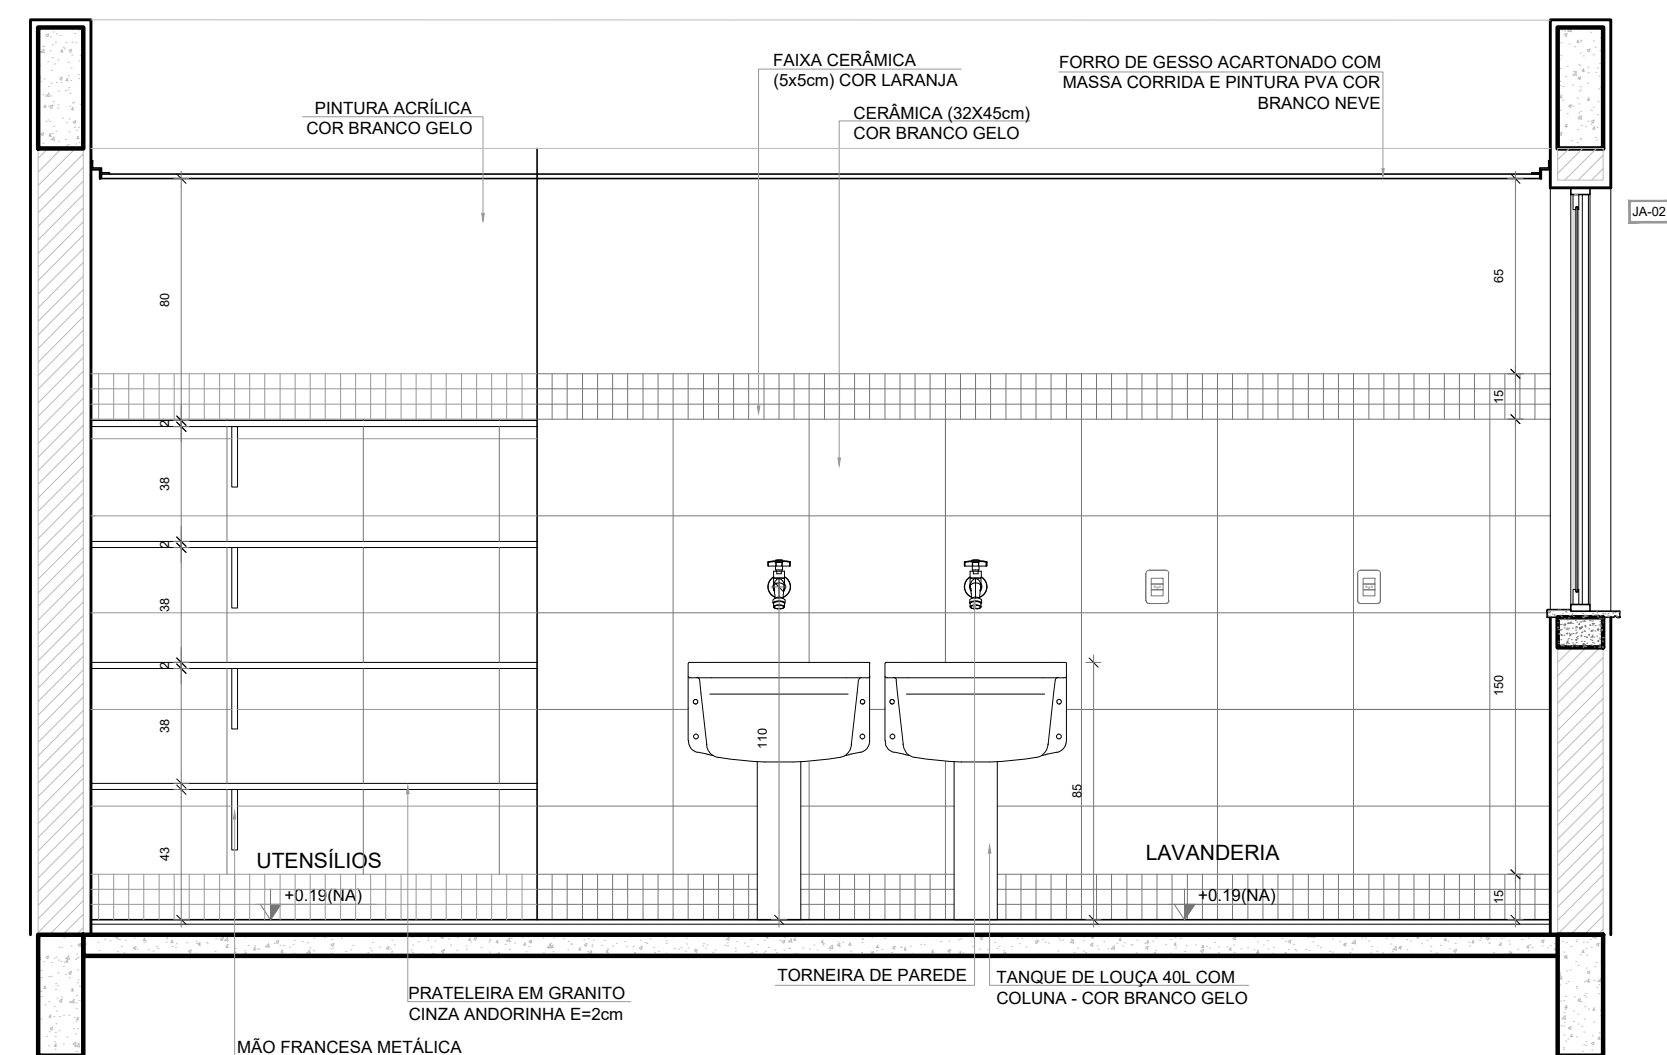 FAIXA CERÂMICA
(5x5cm) COR LARANJA
FORRO DE GESSO ACARTONADO COM
MASSA CORRIDA E PINTURA PVA COR
BRANCO NEVE
PINTURA ACRÍLICA
COR BRANCO GELO
CERÂMICA (32X45cm)
COR BRANCO GELO
JA-02
80
65
15
2
38
2
38
2
38
150
110
85
43
UTENSÍLIOS
LAVANDERIA
+0.19(NA)
+0.19(NA)
15
TORNEIRA DE PAREDE
TANQUE DE LOUÇA 40L COM
COLUNA - COR BRANCO GELO
PRATELEIRA EM GRANITO
CINZA ANDORINHA E=2cm
MÃO FRANCESA METÁLICA